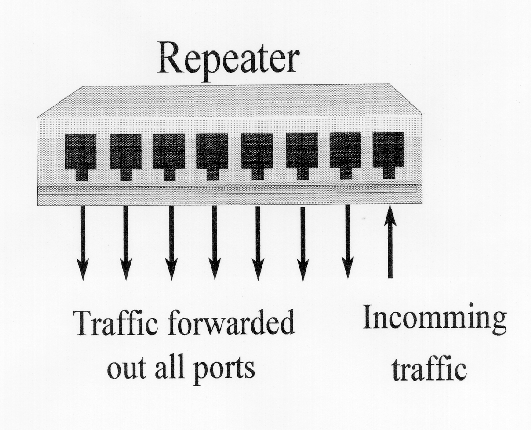 Repeater
Traffic forwarded
out all ports
Incomming
traffic